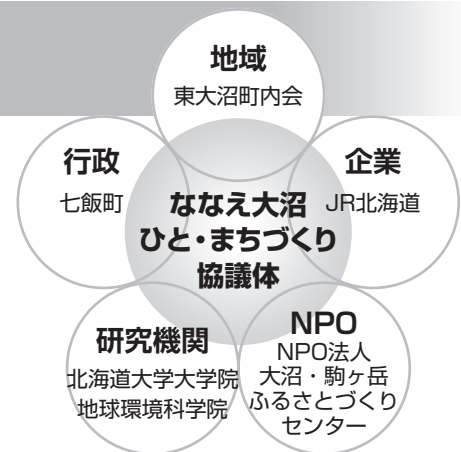 地域
東大沼町内会
行政
七飯町
企業
JR北海道
ななえ大沼
ひと・まちづくり
協議体
研究機関
北海道大学大学院
地球環境科学院
NPO
NPO法人
大沼・駒ヶ岳
ふるさとづくり
センター